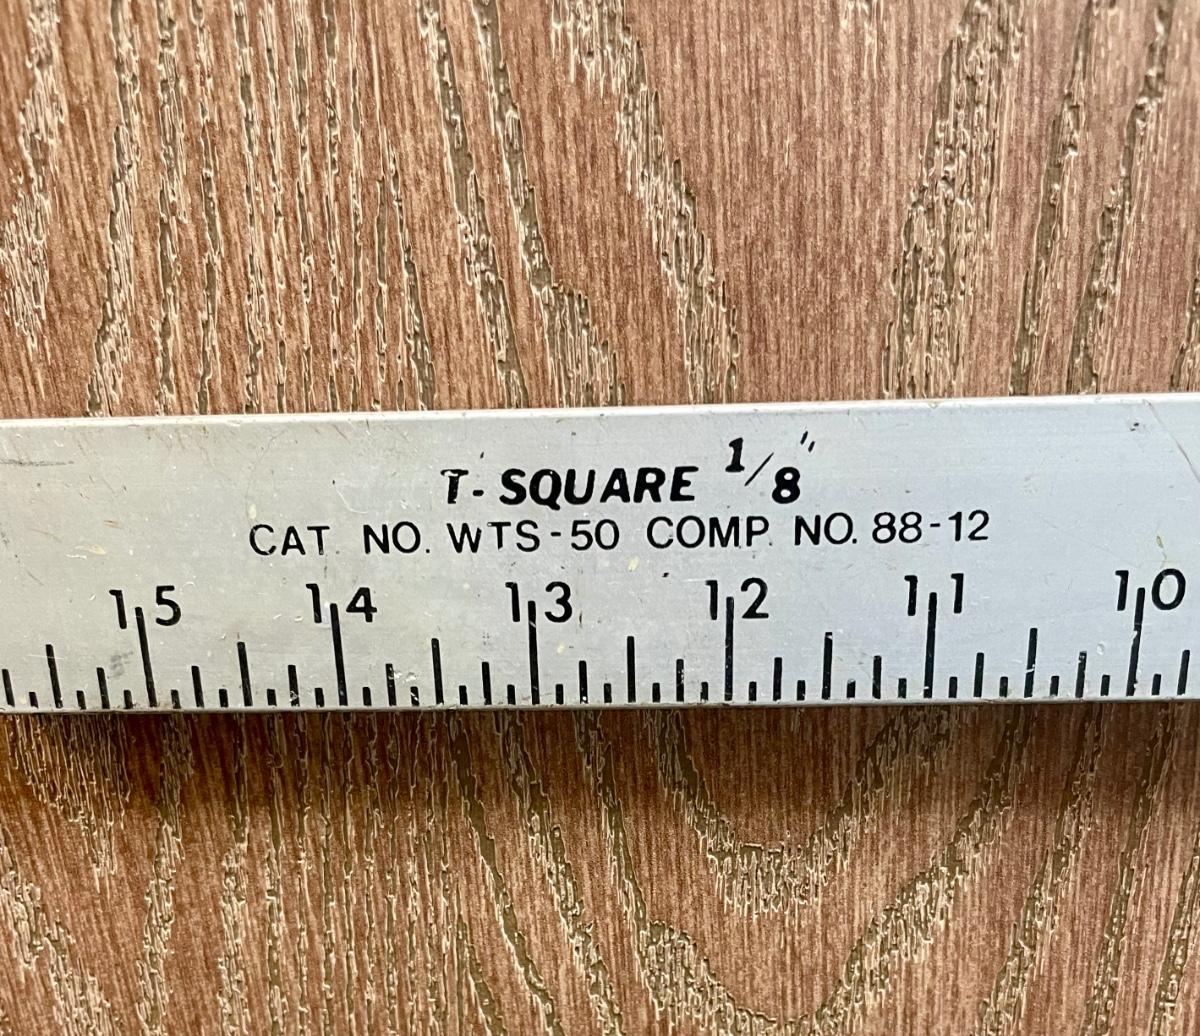 T-SQUARE 1/8"
CAT. NO. WTS-50 COMP. NO. 88-12
15 14 13 12 11 10